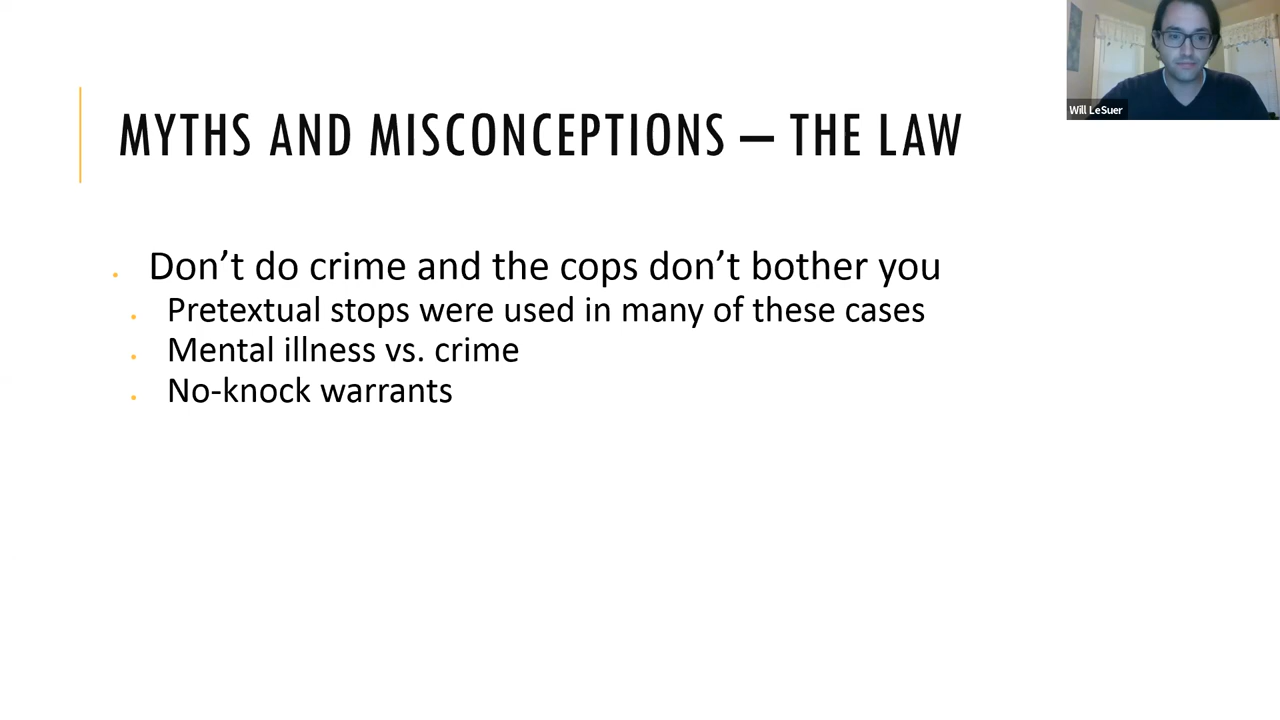 MYTHS AND MISCONCEPTIONS – THE LAW
Will LeSuer
Don't do crime and the cops don't bother you
Pretextual stops were used in many of these cases
Mental illness vs. crime
No-knock warrants